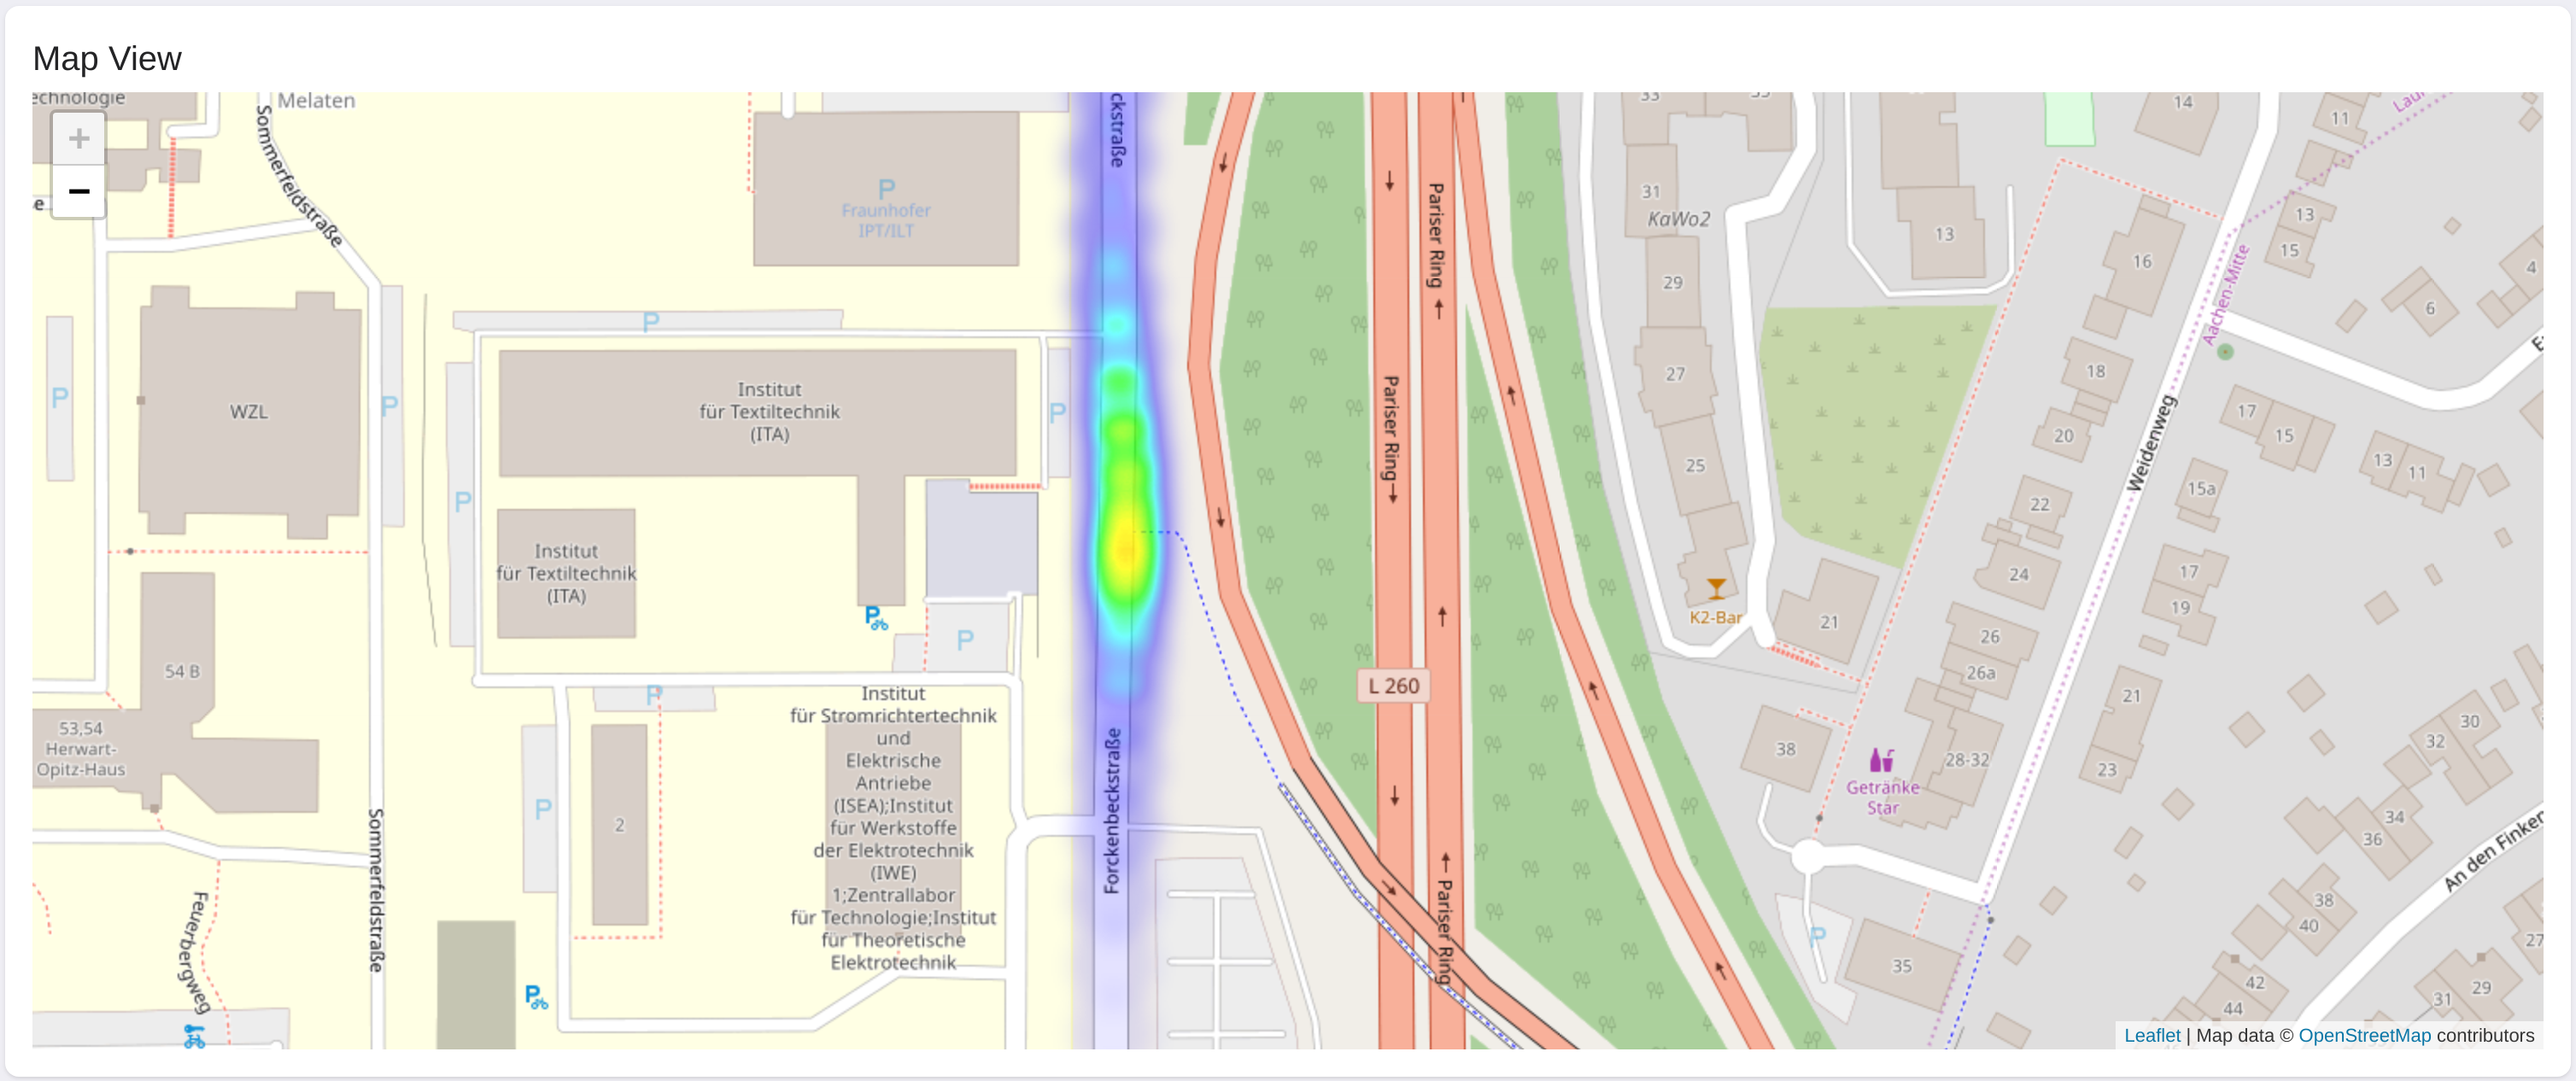 Map View
echnologie
Melaten
+
−
e
Sommerfeldstraße
P
Fraunhofer
IPT/ILT
ckstraße
Pariser Ring
33
31
KaWo2
29
27
25
13
14
11
13
15
16
4
6
Aachen-Mitte
18
20
17
15
13
11
Weidenweg
P
WZL
P
P
P
P
Institut
für Textiltechnik
(ITA)
Institut
für Textiltechnik
(ITA)
P
P
Pariser Ring
22
15a
24
17
19
K2-Bar
21
26
26a
21
23
L 260
54 B
53,54
Herwart-
Opitz-Haus
P
P
2
Institut
für Stromrichtertechnik
und
Elektrische
Antriebe
(ISEA);Institut
für Werkstoffe
der Elektrotechnik
(IWE)
1;Zentrallabor
für Technologie;Institut
für Theoretische
Elektrotechnik
Forckenbeckstraße
38
Getränke
Star
28-32
30
32
34
36
An den Finken
Sommerfeldstraße
Feuerbergweg
P
Pariser Ring
P
35
38
40
42
44
27
29
31
Leaflet | Map data © OpenStreetMap contributors